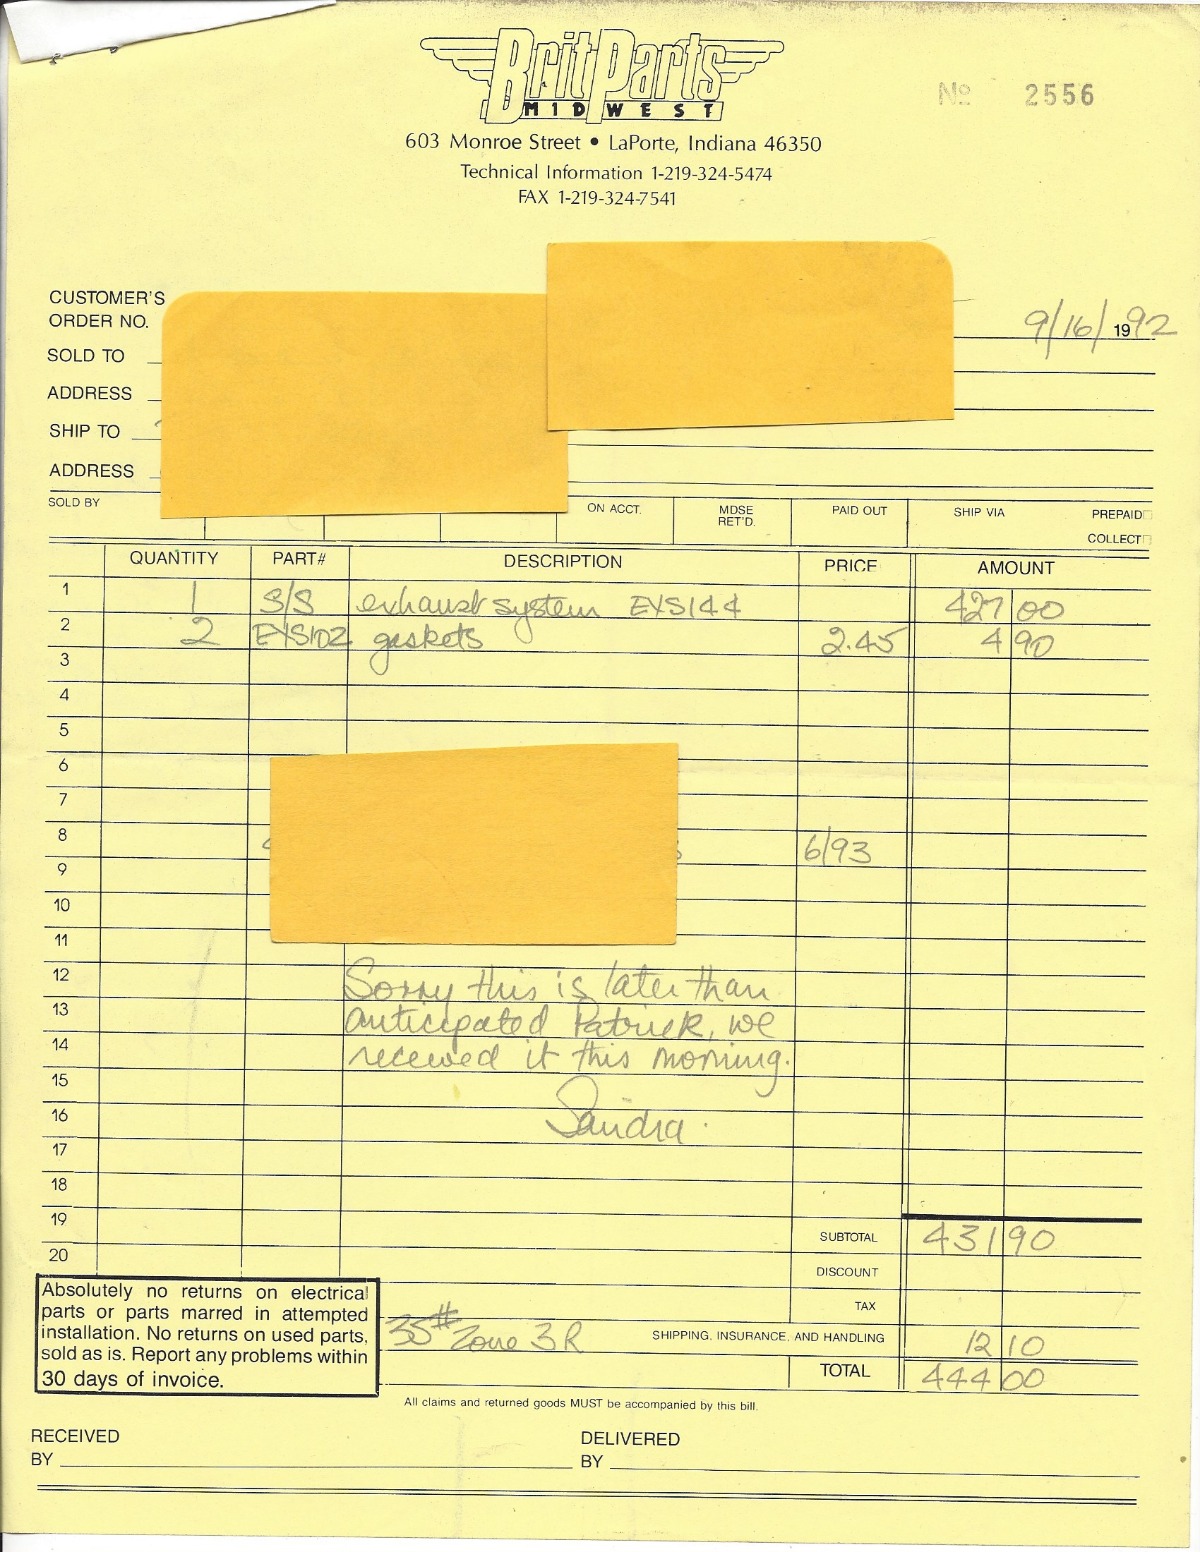 BritParts
MIDWEST
No 2556
603 Monroe Street • LaPorte, Indiana 46350
Technical Information 1-219-324-5474
FAX 1-219-324-7541
CUSTOMER'S
ORDER NO.
9/16/ 1992
SOLD TO
ADDRESS
SHIP TO
ADDRESS
SOLD BY ON ACCT. MDSE RET'D. PAID OUT SHIP VIA PREPAID
COLLECT
QUANTITY PART# DESCRIPTION PRICE AMOUNT
1 1 S/S exhaust system EXS144 427 00
2 2 EXS102 gaskets 2.45 4 90
3
4
5
6
7
8 6/93
9
10
11
12 Sorry this is later than
13 anticipated Patrick, we
14 received it this morning.
15
16 Sandra.
17
18
19 SUBTOTAL 431 90
20 DISCOUNT
TAX
Absolutely no returns on electrical
parts or parts marred in attempted
installation. No returns on used parts,
sold as is. Report any problems within
30 days of invoice.
35# Zone 3R SHIPPING, INSURANCE, AND HANDLING 12 10
TOTAL 444 00
All claims and returned goods MUST be accompanied by this bill.
RECEIVED
BY
DELIVERED
BY